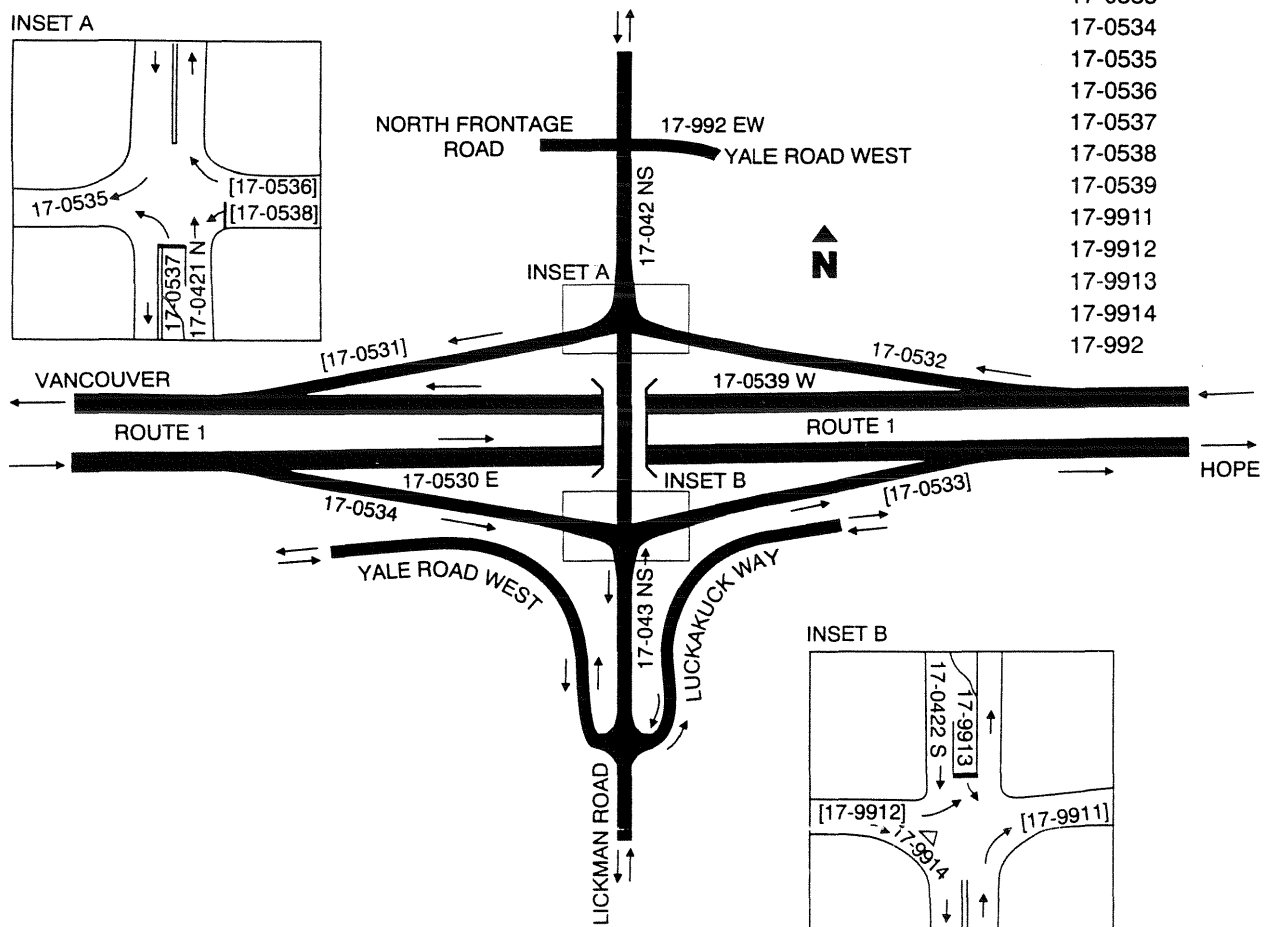 INSET A
17-0534
17-0535
17-0536
17-0537
17-0538
17-0539
17-9911
17-9912
17-9913
17-9914
17-992
NORTH FRONTAGE
ROAD
17-992 EW
YALE ROAD WEST
17-042 NS
[17-0536]
[17-0538]
17-0535
17-0537
17-0421 N
N
INSET A
[17-0531]
17-0532
VANCOUVER
17-0539 W
ROUTE 1
ROUTE 1
17-0530 E
INSET B
HOPE
[17-0533]
17-0534
YALE ROAD WEST
17-043 NS
LUCKAKUCK WAY
LICKMAN ROAD
INSET B
17-0422 S
17-9913
[17-9912]
[17-9911]
17-9914